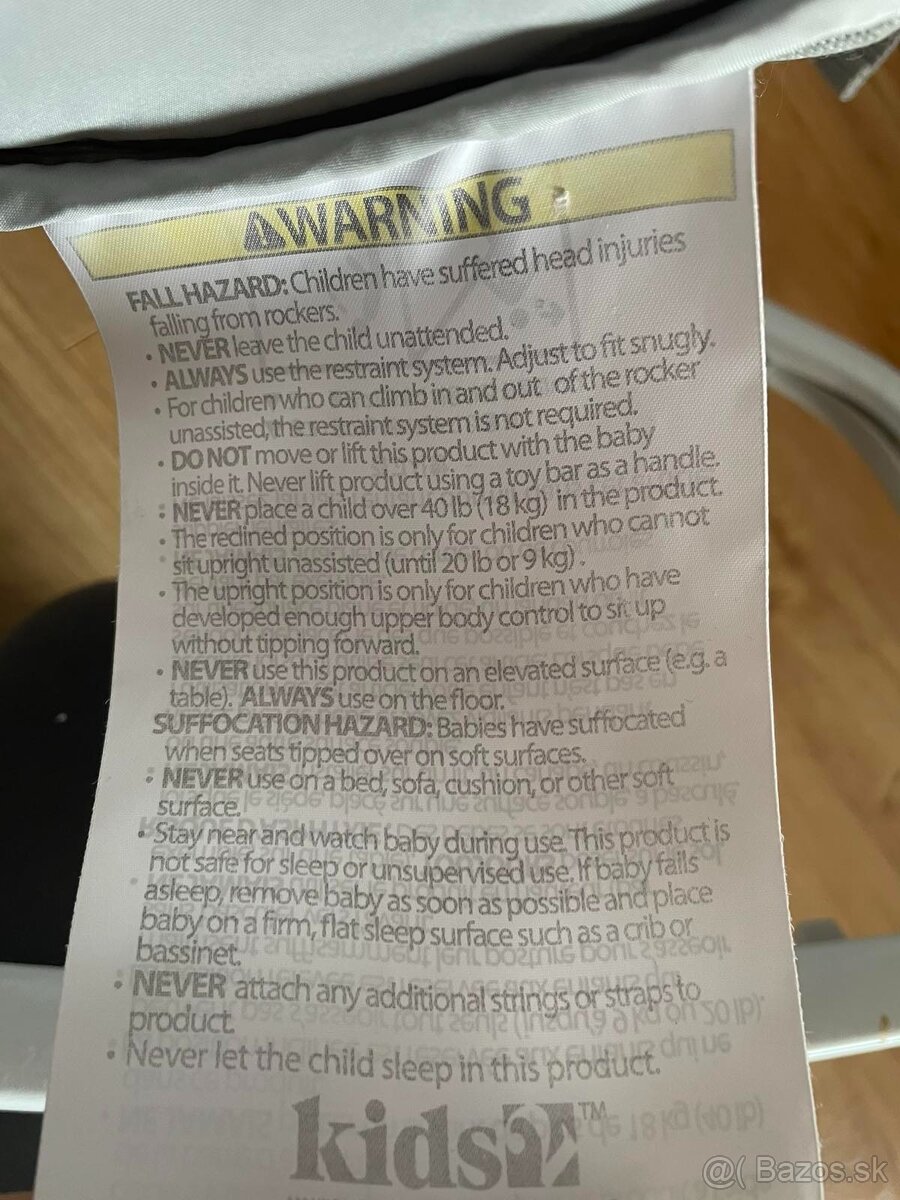 ⚠WARNING
FALL HAZARD: Children have suffered head injuries
falling from rockers.
• NEVER leave the child unattended.
• ALWAYS use the restraint system. Adjust to fit snugly.
• For children who can climb in and out of the rocker
unassisted, the restraint system is not required.
• DO NOT move or lift this product with the baby
inside it. Never lift product using a toy bar as a handle.
• NEVER place a child over 40 lb (18 kg) in the product.
• The reclined position is only for children who cannot
sit upright unassisted (until 20 lb or 9 kg).
• The upright position is only for children who have
developed enough upper body control to sit up
without tipping forward.
• NEVER use this product on an elevated surface (e.g. a
table). ALWAYS use on the floor.
SUFFOCATION HAZARD: Babies have suffocated
when seats tipped over on soft surfaces.
• NEVER use on a bed, sofa, cushion, or other soft
surface.
• Stay near and watch baby during use. This product is
not safe for sleep or unsupervised use. If baby falls
asleep, remove baby as soon as possible and place
baby on a firm, flat sleep surface such as a crib or
bassinet.
• NEVER attach any additional strings or straps to
product.
• Never let the child sleep in this product.
kids2™
@( Bazos.sk